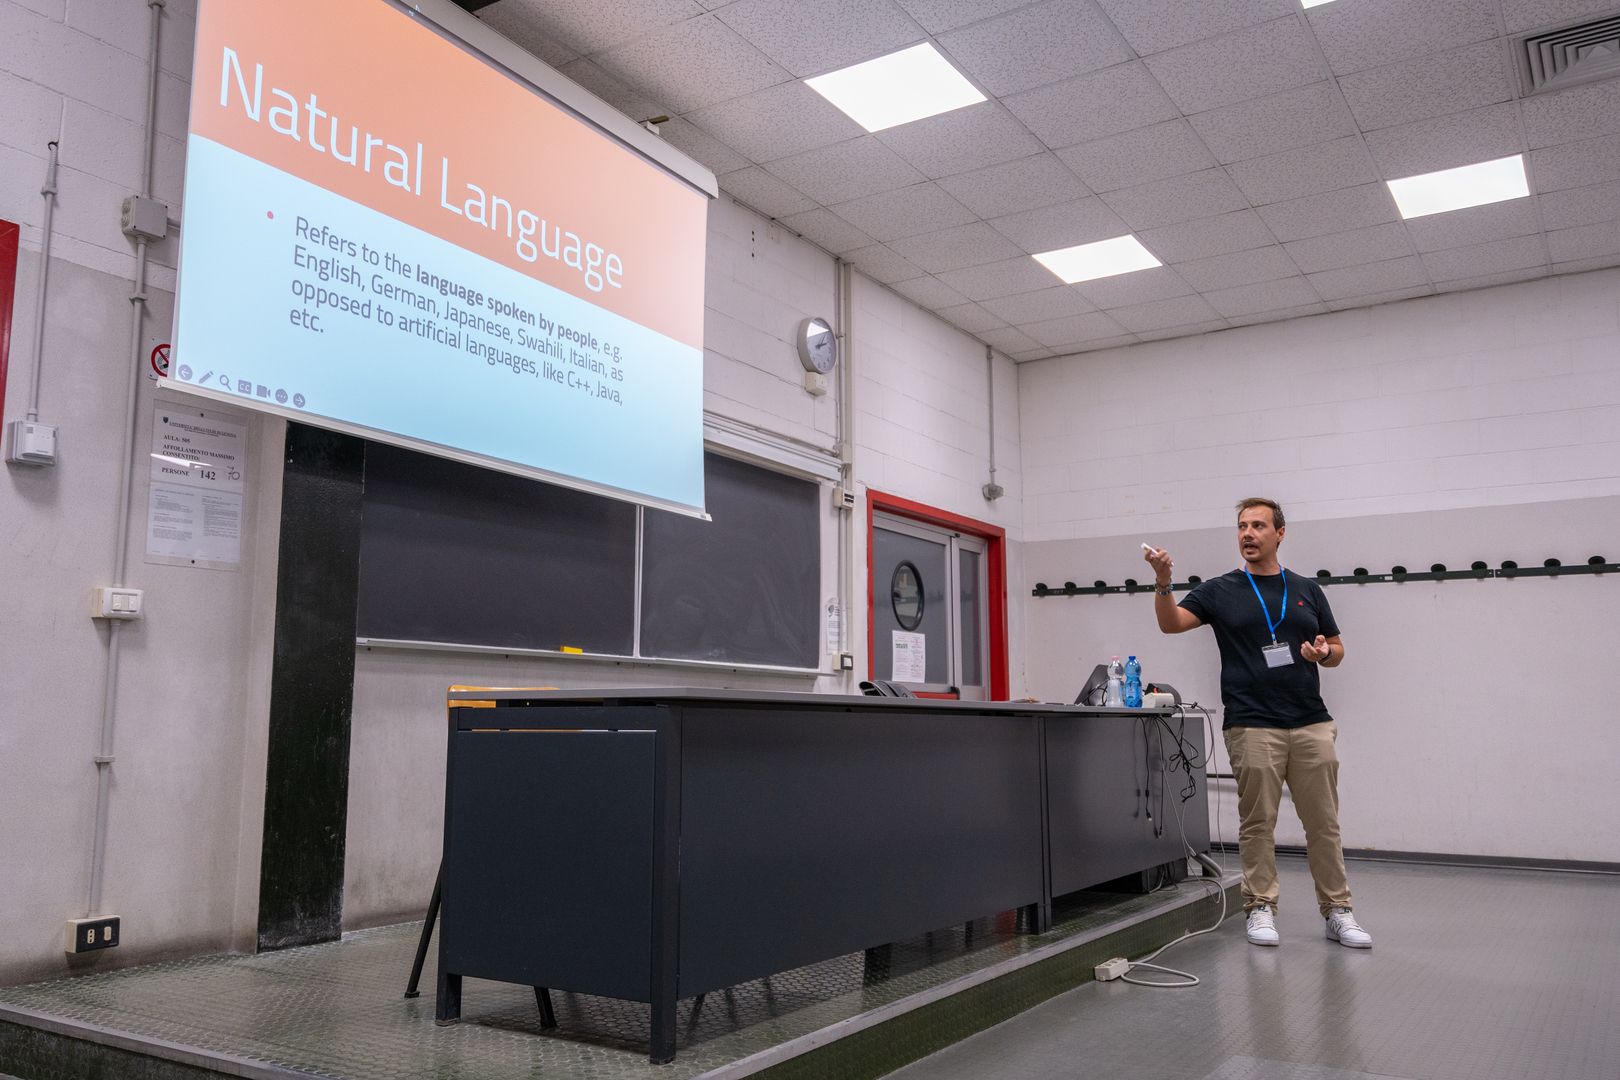 Natural Language
Refers to the language spoken by people, e.g.
English, German, Japanese, Swahili, Italian, as
opposed to artificial languages, like C++, Java,
etc.
CC
AULA: 505
AFFOLLAMENTO MASSIMO
CONSENTITO:
PERSONE 142